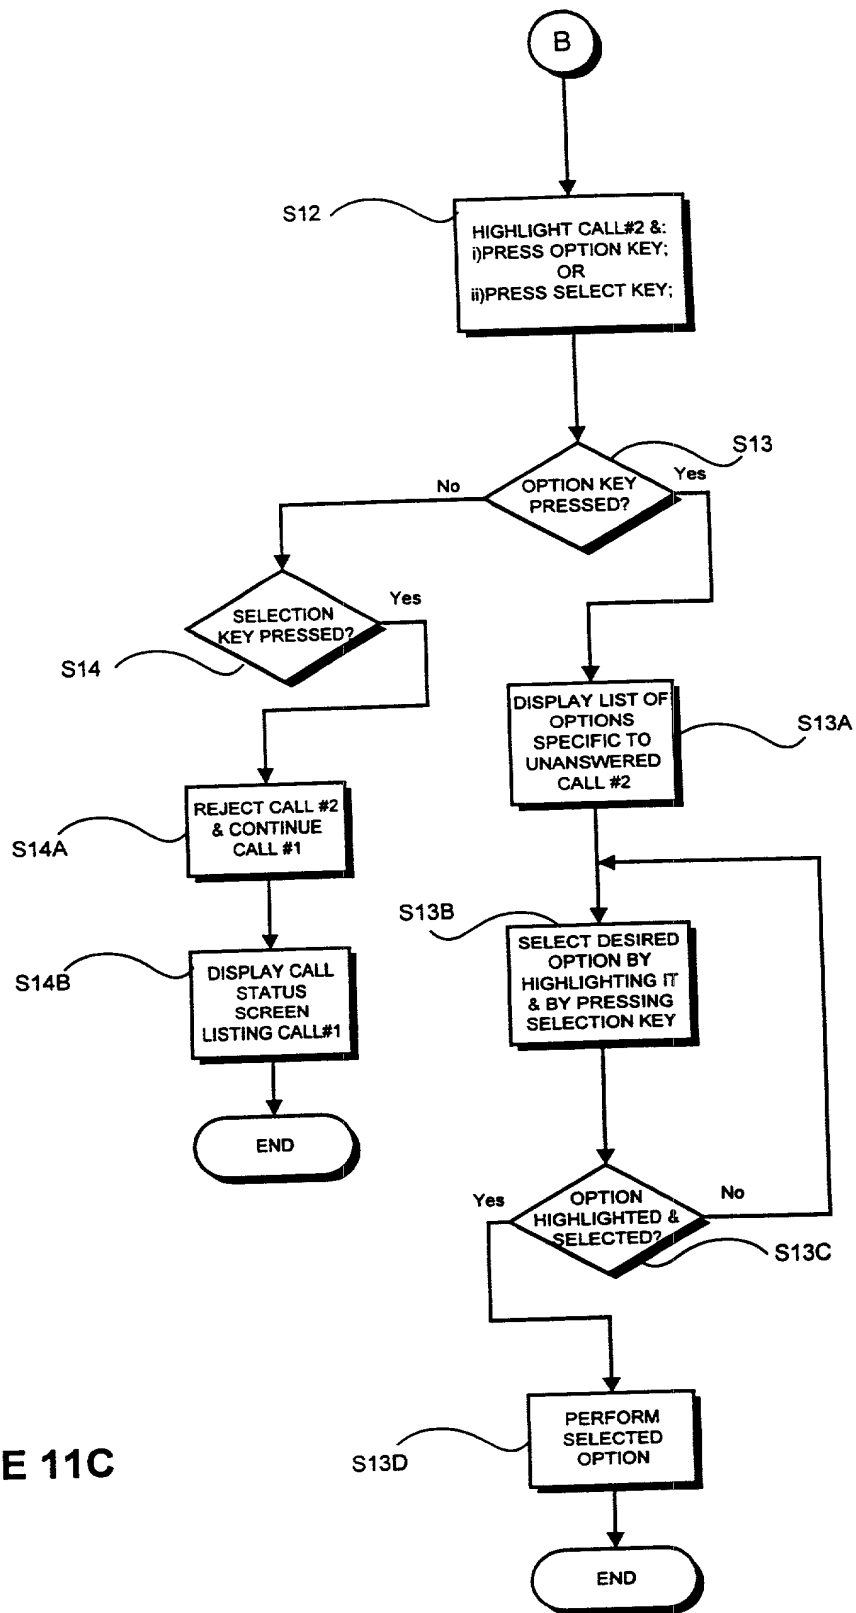 B
S12
HIGHLIGHT CALL#2 &:
i)PRESS OPTION KEY;
OR
ii)PRESS SELECT KEY;
S13
OPTION KEY
PRESSED?
No
Yes
SELECTION
KEY PRESSED?
Yes
S14
DISPLAY LIST OF
OPTIONS
SPECIFIC TO
UNANSWERED
CALL #2
S13A
REJECT CALL #2
& CONTINUE
CALL #1
S14A
S13B
SELECT DESIRED
OPTION BY
HIGHLIGHTING IT
& BY PRESSING
SELECTION KEY
S14B
DISPLAY CALL
STATUS
SCREEN
LISTING CALL#1
END
Yes
OPTION
HIGHLIGHTED &
SELECTED?
No
S13C
PERFORM
SELECTED
OPTION
S13D
E 11C
END